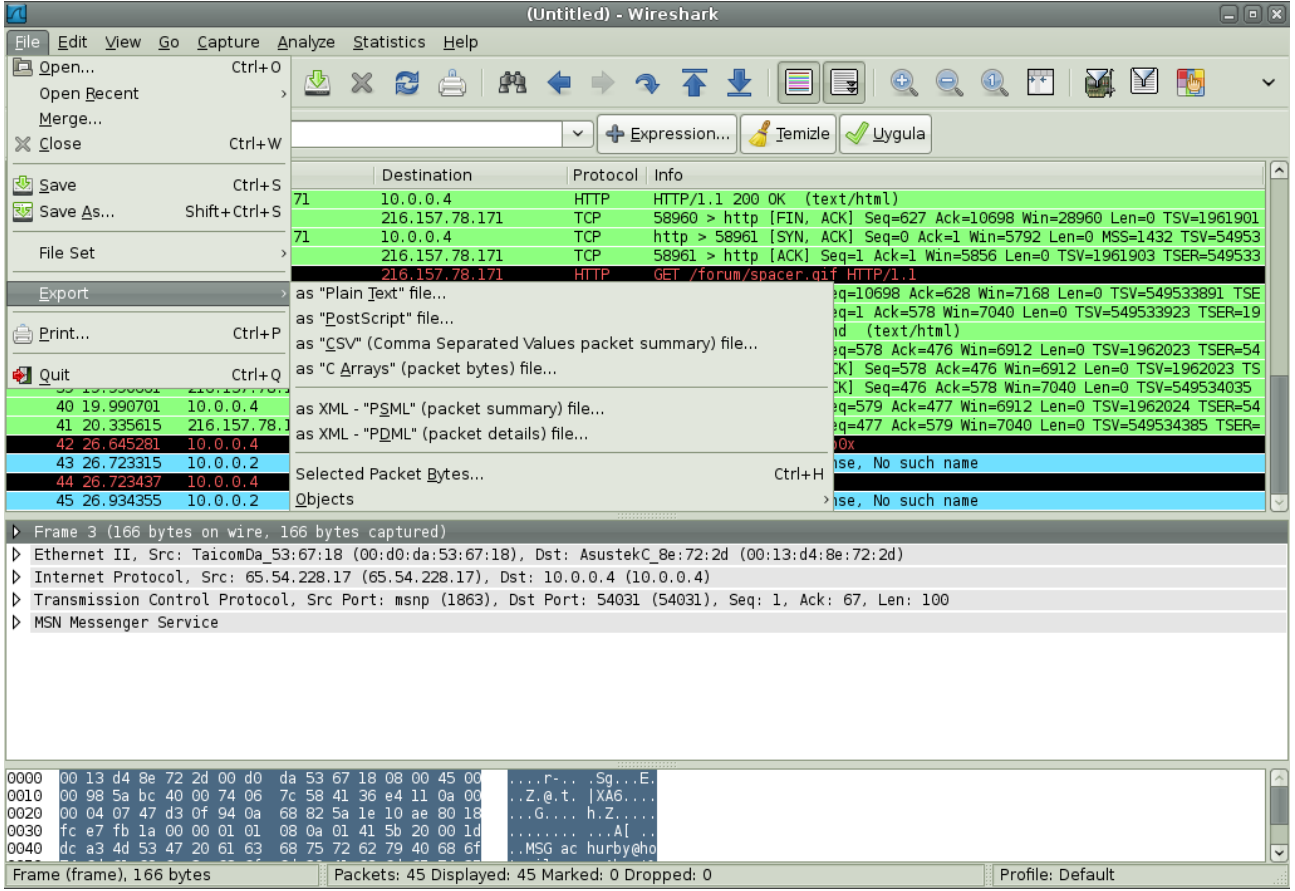 (Untitled) - Wireshark
File Edit View Go Capture Analyze Statistics Help
Open... Ctrl+O
Open Recent
Merge...
Close Ctrl+W
Save Ctrl+S
Save As... Shift+Ctrl+S
File Set
Export
Print... Ctrl+P
Quit Ctrl+Q
Expression... Temizle Uygula
Destination Protocol Info
71 10.0.0.4 HTTP HTTP/1.1 200 OK (text/html)
216.157.78.171 TCP 58960 > http [FIN, ACK] Seq=627 Ack=10698 Win=28960 Len=0 TSV=1961901
71 10.0.0.4 TCP http > 58961 [SYN, ACK] Seq=0 Ack=1 Win=5792 Len=0 MSS=1432 TSV=54953
216.157.78.171 TCP 58961 > http [ACK] Seq=1 Ack=1 Win=5856 Len=0 TSV=1961903 TSER=549533
216.157.78.171 HTTP GET /forum/spacer.gif HTTP/1.1
as "Plain Text" file...
as "PostScript" file...
as "CSV" (Comma Separated Values packet summary) file...
as "C Arrays" (packet bytes) file...
as XML - "PSML" (packet summary) file...
as XML - "PDML" (packet details) file...
Selected Packet Bytes... Ctrl+H
Objects
eq=10698 Ack=628 Win=7168 Len=0 TSV=549533891 TSE
eq=1 Ack=578 Win=7040 Len=0 TSV=549533923 TSER=19
nd (text/html)
eq=578 Ack=476 Win=6912 Len=0 TSV=1962023 TSER=54
CK] Seq=578 Ack=476 Win=6912 Len=0 TSV=1962023 TS
CK] Seq=476 Ack=578 Win=7040 Len=0 TSV=549534035
40 19.990701 10.0.0.4 eq=579 Ack=477 Win=6912 Len=0 TSV=1962024 TSER=54
41 20.335615 216.157.78.1 eq=477 Ack=579 Win=7040 Len=0 TSV=549534385 TSER=
42 26.645281 10.0.0.4 b0x
43 26.723315 10.0.0.2 nse, No such name
44 26.723437 10.0.0.4
45 26.934355 10.0.0.2 nse, No such name
Frame 3 (166 bytes on wire, 166 bytes captured)
Ethernet II, Src: TaicomDa_53:67:18 (00:d0:da:53:67:18), Dst: AsustekC_8e:72:2d (00:13:d4:8e:72:2d)
Internet Protocol, Src: 65.54.228.17 (65.54.228.17), Dst: 10.0.0.4 (10.0.0.4)
Transmission Control Protocol, Src Port: msnp (1863), Dst Port: 54031 (54031), Seq: 1, Ack: 67, Len: 100
MSN Messenger Service
0000 00 13 d4 8e 72 2d 00 d0 da 53 67 18 08 00 45 00 ....r-.. .Sg...E.
0010 00 98 5a bc 40 00 74 06 7c 58 41 36 e4 11 0a 00 ..Z.@.t. |XA6....
0020 00 04 07 47 d3 0f 94 0a 68 82 5a 1e 10 ae 80 18 ...G.... h.Z.....
0030 fc e7 fb 1a 00 00 01 01 08 0a 01 41 5b 20 00 1d ........ ...A[ ..
0040 dc a3 4d 53 47 20 61 63 68 75 72 62 79 40 68 6f ..MSG ac hurby@ho
Frame (frame), 166 bytes Packets: 45 Displayed: 45 Marked: 0 Dropped: 0 Profile: Default